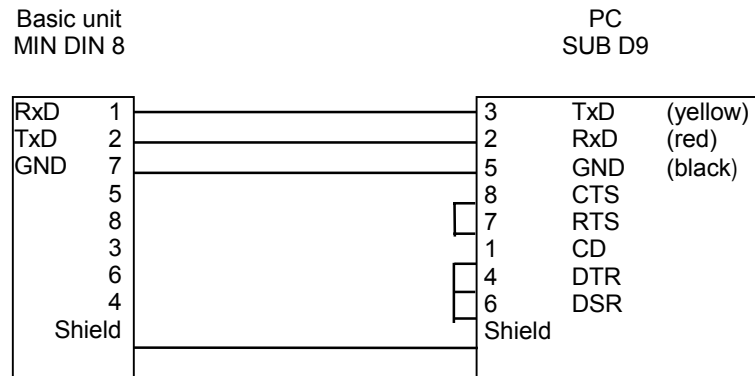 Basic unit PC
MIN DIN 8 SUB D9
RxD 1 3 TxD (yellow)
TxD 2 2 RxD (red)
GND 7 5 GND (black)
5 8 CTS
8 7 RTS
3 1 CD
6 4 DTR
4 6 DSR
Shield Shield